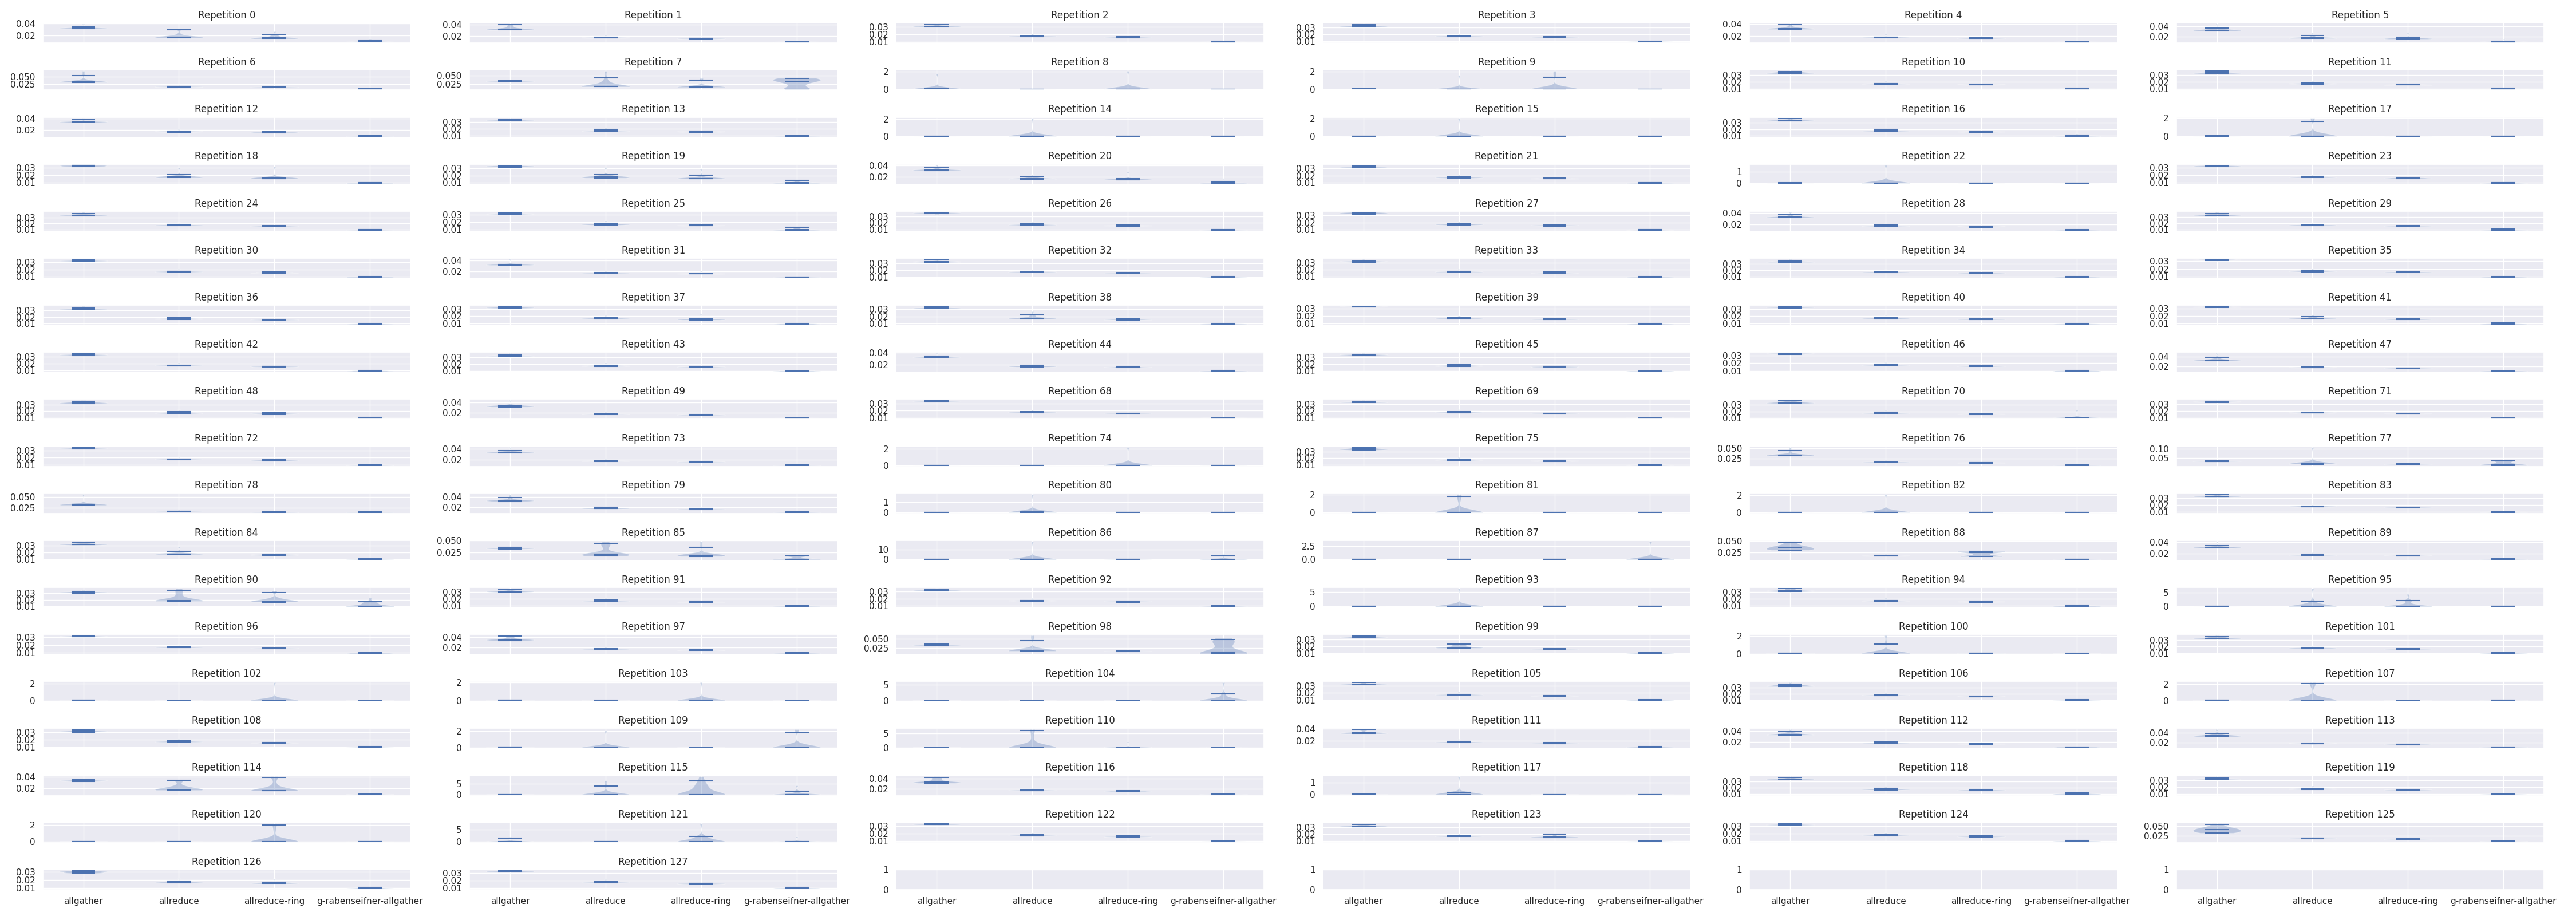 Repetition 0 Repetition 1 Repetition 2 Repetition 3 Repetition 4 Repetition 5
0.04 0.04 0.03 0.03 0.04 0.04
0.02 0.02 0.02 0.02 0.02 0.02
0.01 0.01
Repetition 6 Repetition 7 Repetition 8 Repetition 9 Repetition 10 Repetition 11
0.050 0.050 2 2 0.03 0.03
0.025 0.025 0 0 0.02 0.02
0.01 0.01
Repetition 12 Repetition 13 Repetition 14 Repetition 15 Repetition 16 Repetition 17
0.04 0.03 2 2 0.03 2
0.02 0.02 0 0 0.02 0
0.01 0.01
Repetition 18 Repetition 19 Repetition 20 Repetition 21 Repetition 22 Repetition 23
0.03 0.03 0.04 0.03 1 0.03
0.02 0.02 0.02 0.02 0 0.02
0.01 0.01 0.01 0.01
Repetition 24 Repetition 25 Repetition 26 Repetition 27 Repetition 28 Repetition 29
0.03 0.03 0.03 0.03 0.04 0.03
0.02 0.02 0.02 0.02 0.02 0.02
0.01 0.01 0.01 0.01 0.01
Repetition 30 Repetition 31 Repetition 32 Repetition 33 Repetition 34 Repetition 35
0.03 0.04 0.03 0.03 0.03 0.03
0.02 0.02 0.02 0.02 0.02 0.02
0.01 0.01 0.01 0.01 0.01
Repetition 36 Repetition 37 Repetition 38 Repetition 39 Repetition 40 Repetition 41
0.03 0.03 0.03 0.03 0.03 0.03
0.02 0.02 0.02 0.02 0.02 0.02
0.01 0.01 0.01 0.01 0.01 0.01
Repetition 42 Repetition 43 Repetition 44 Repetition 45 Repetition 46 Repetition 47
0.03 0.03 0.04 0.03 0.03 0.04
0.02 0.02 0.02 0.02 0.02 0.02
0.01 0.01 0.01 0.01
Repetition 48 Repetition 49 Repetition 68 Repetition 69 Repetition 70 Repetition 71
0.03 0.04 0.03 0.03 0.03 0.03
0.02 0.02 0.02 0.02 0.02 0.02
0.01 0.01 0.01 0.01 0.01
Repetition 72 Repetition 73 Repetition 74 Repetition 75 Repetition 76 Repetition 77
0.03 0.04 2 0.03 0.050 0.10
0.02 0.02 0 0.02 0.025 0.05
0.01 0.01
Repetition 78 Repetition 79 Repetition 80 Repetition 81 Repetition 82 Repetition 83
0.050 0.04 1 2 2 0.03
0.025 0.02 0 0 0 0.02
0.01
Repetition 84 Repetition 85 Repetition 86 Repetition 87 Repetition 88 Repetition 89
0.03 0.050 10 2.5 0.050 0.04
0.02 0.025 0 0.0 0.025 0.02
0.01
Repetition 90 Repetition 91 Repetition 92 Repetition 93 Repetition 94 Repetition 95
0.03 0.03 0.03 5 0.03 5
0.02 0.02 0.02 0 0.02 0
0.01 0.01 0.01 0.01
Repetition 96 Repetition 97 Repetition 98 Repetition 99 Repetition 100 Repetition 101
0.03 0.04 0.050 0.03 2 0.03
0.02 0.02 0.025 0.02 0 0.02
0.01 0.01 0.01
Repetition 102 Repetition 103 Repetition 104 Repetition 105 Repetition 106 Repetition 107
2 2 5 0.03 0.03 2
0 0 0 0.02 0.02 0
0.01 0.01
Repetition 108 Repetition 109 Repetition 110 Repetition 111 Repetition 112 Repetition 113
0.03 2 5 0.04 0.04 0.04
0.02 0 0 0.02 0.02 0.02
0.01
Repetition 114 Repetition 115 Repetition 116 Repetition 117 Repetition 118 Repetition 119
0.04 5 0.04 1 0.03 0.03
0.02 0 0.02 0 0.02 0.02
0.01 0.01
Repetition 120 Repetition 121 Repetition 122 Repetition 123 Repetition 124 Repetition 125
2 5 0.03 0.03 0.03 0.050
0 0 0.02 0.02 0.02 0.025
0.01 0.01 0.01
Repetition 126 Repetition 127
0.03 0.03 1 1 1 1
0.02 0.02 0 0 0 0
0.01 0.01
allgather allreduce allreduce-ring g-rabenseifner-allgather allgather allreduce allreduce-ring g-rabenseifner-allgather allgather allreduce allreduce-ring g-rabenseifner-allgather allgather allreduce allreduce-ring g-rabenseifner-allgather allgather allreduce allreduce-ring g-rabenseifner-allgather allgather allreduce allreduce-ring g-rabenseifner-allgather